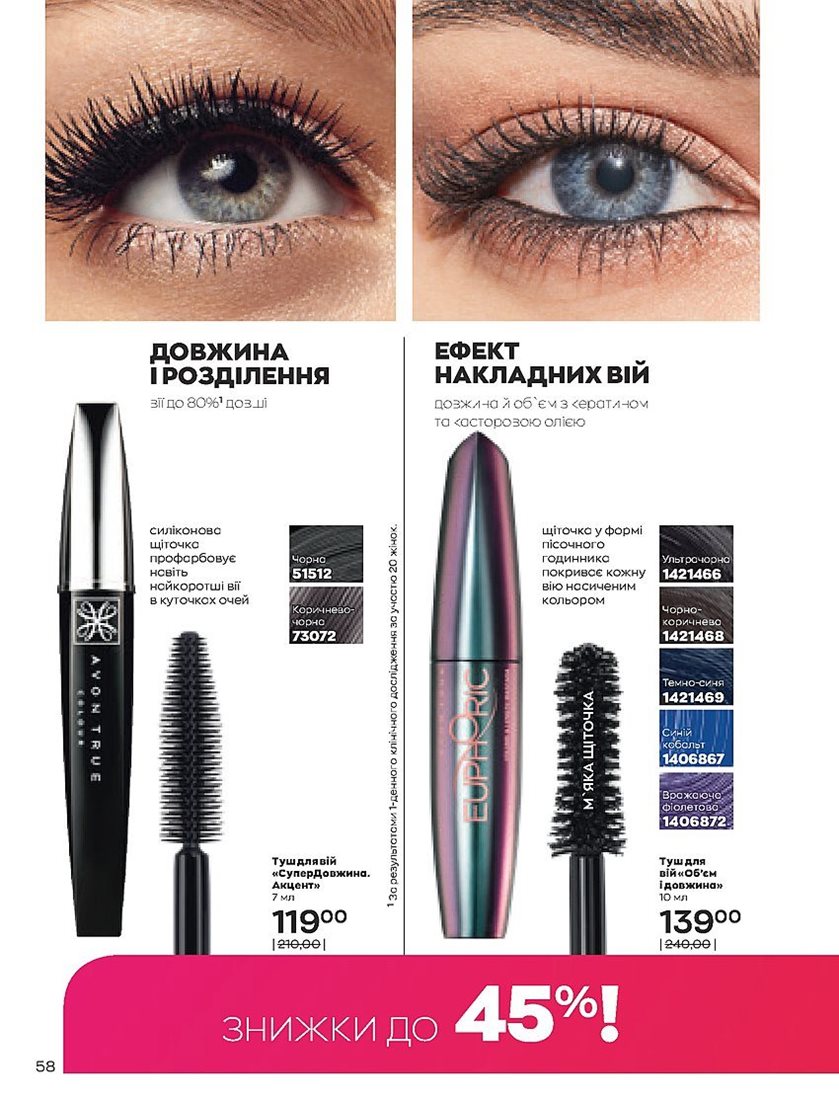 ДОВЖИНА
І РОЗДІЛЕННЯ
вії до 80%¹ довші
силіконова
щіточка
профарбовує
навіть
найкоротші вії
в куточках очей
Чорна
51512
Коричнево-
чорна
73072
AVON TRUE
COLOUR
Туш для вій
«СуперДовжина.
Акцент»
7 мл
119⁰⁰
|210,00|
¹ За результатами 1-денного клінічного дослідження за участю 20 жінок.
ЕФЕКТ
НАКЛАДНИХ ВІЙ
довжина й об`єм з кератином
та касторовою олією
щіточка у формі
пісочного
годинника
покриває кожну
вію насиченим
кольором
Ультрачорна
1421466
Чорно-
коричнева
1421468
Темно-синя
1421469
Синій
кобальт
1406867
Вражаюча
фіолетова
1406872
EUPHORIC
М`ЯКА ЩІТОЧКА
Туш для
вій «Об'єм
і довжина»
10 мл
139⁰⁰
|240,00|
ЗНИЖКИ ДО 45%!
58